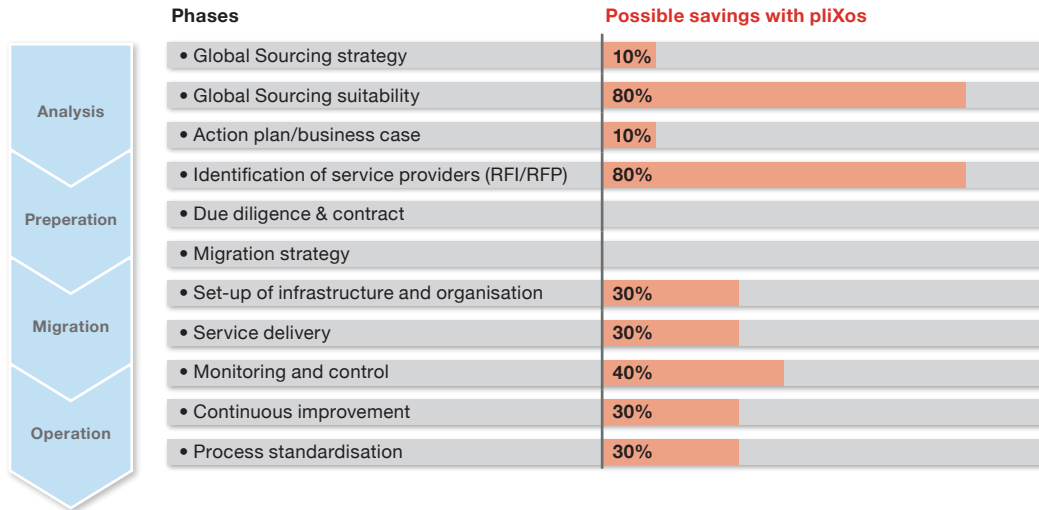 Phases
Possible savings with pliXos
Analysis
Preperation
Migration
Operation
• Global Sourcing strategy 10%
• Global Sourcing suitability 80%
• Action plan/business case 10%
• Identification of service providers (RFI/RFP) 80%
• Due diligence & contract
• Migration strategy
• Set-up of infrastructure and organisation 30%
• Service delivery 30%
• Monitoring and control 40%
• Continuous improvement 30%
• Process standardisation 30%